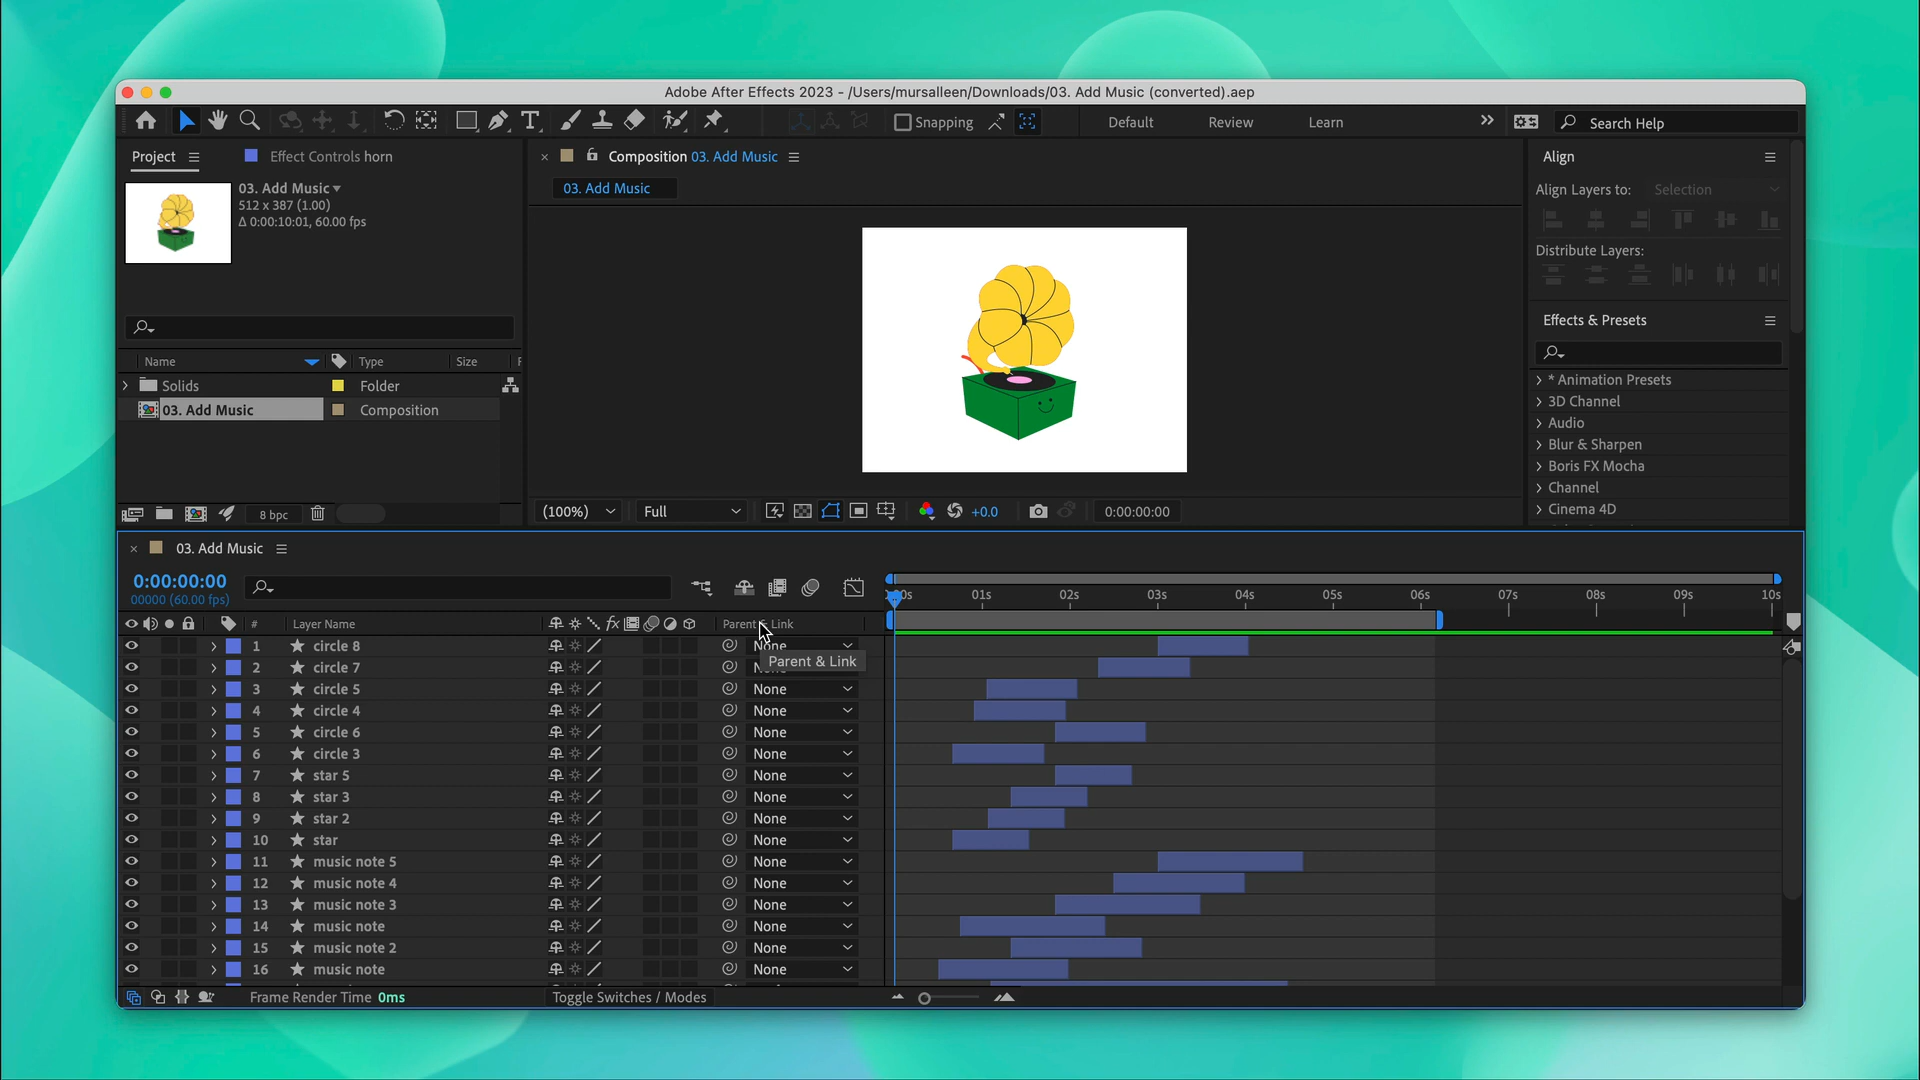 Adobe After Effects 2023 - /Users/mursalleen/Downloads/03. Add Music (converted).aep
Snapping
Default
Review
Learn
Search Help
Project
Effect Controls horn
03. Add Music
512 x 387 (1.00)
Δ 0:00:10:01, 60.00 fps
Name
Type
Size
Solids
Folder
03. Add Music
Composition
8 bpc
Composition 03. Add Music
03. Add Music
(100%)
Full
+0.0
0:00:00:00
Align
Align Layers to:
Selection
Distribute Layers:
Effects & Presets
* Animation Presets
3D Channel
Audio
Blur & Sharpen
Boris FX Mocha
Channel
Cinema 4D
03. Add Music
0:00:00:00
00000 (60.00 fps)
01s 02s 03s 04s 05s 06s 07s 08s 09s 10s
# Layer Name
fx
Parent & Link
1 circle 8 None
Parent & Link
2 circle 7
3 circle 5 None
4 circle 4 None
5 circle 6 None
6 circle 3 None
7 star 5 None
8 star 3 None
9 star 2 None
10 star None
11 music note 5 None
12 music note 4 None
13 music note 3 None
14 music note None
15 music note 2 None
16 music note None
Frame Render Time 0ms
Toggle Switches / Modes